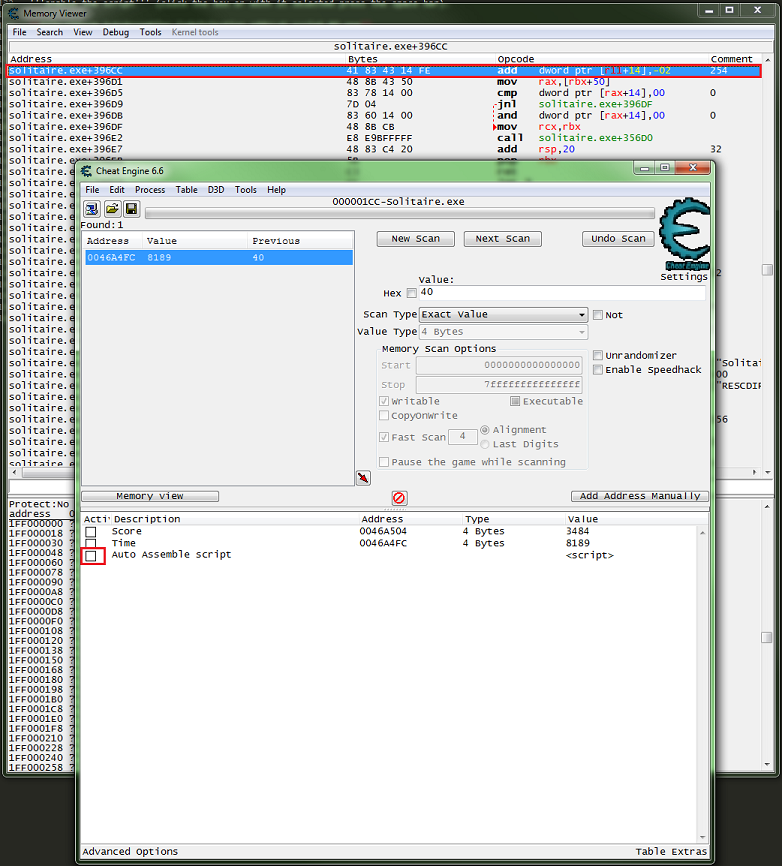 Memory Viewer
File Search View Debug Tools Kernel tools
solitaire.exe+396CC
Address Bytes Opcode Comment
solitaire.exe+396CC 41 83 43 14 FE add dword ptr [r11+14],-02 254
solitaire.exe+396D1 48 8B 43 50 mov rax,[rbx+50]
solitaire.exe+396D5 83 78 14 00 cmp dword ptr [rax+14],00 0
solitaire.exe+396D9 7D 04 jnl solitaire.exe+396DF
solitaire.exe+396DB 83 60 14 00 and dword ptr [rax+14],00 0
solitaire.exe+396DF 48 8B CB mov rcx,rbx
solitaire.exe+396E2 E8 E9BFFFFF call solitaire.exe+356D0
solitaire.exe+396E7 48 83 C4 20 add rsp,20 32
Cheat Engine 6.6
File Edit Process Table D3D Tools Help
000001CC-Solitaire.exe
Found:1
Address Value Previous
0046A4FC 8189 40
New Scan Next Scan Undo Scan
Cheat Engine
Settings
Value:
Hex 40
Scan Type Exact Value Not
Value Type 4 Bytes
Memory Scan Options
Start 0000000000000000
Stop 7fffffffffffffff
Unrandomizer
Enable Speedhack
Writable Executable
CopyOnWrite
Fast Scan 4 Alignment
Last Digits
Pause the game while scanning
Memory view Add Address Manually
Description Address Type Value
Score 0046A504 4 Bytes 3484
Time 0046A4FC 4 Bytes 8189
Auto Assemble script <script>
Advanced Options Table Extras
Protect:No
address
1FF000000
1FF000018
1FF000030
1FF000048
1FF000060
1FF000078
1FF000090
1FF0000A8
1FF0000C0
1FF0000D8
1FF0000F0
1FF000108
1FF000120
1FF000138
1FF000150
1FF000168
1FF000180
1FF000198
1FF0001B0
1FF0001C8
1FF0001E0
1FF0001F8
1FF000210
1FF000228
1FF000240
1FF000258